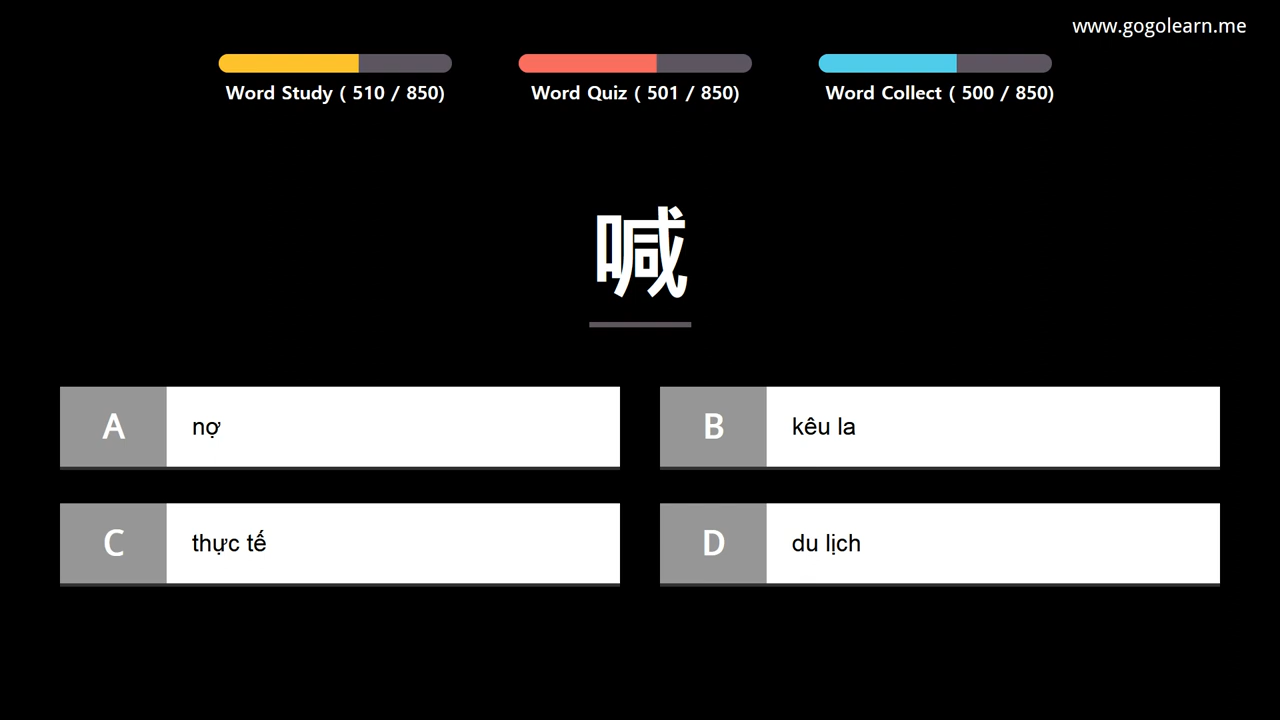 www.gogolearn.me
Word Study ( 510 / 850)
Word Quiz ( 501 / 850)
Word Collect ( 500 / 850)
喊
A nợ
B kêu la
C thực tế
D du lịch